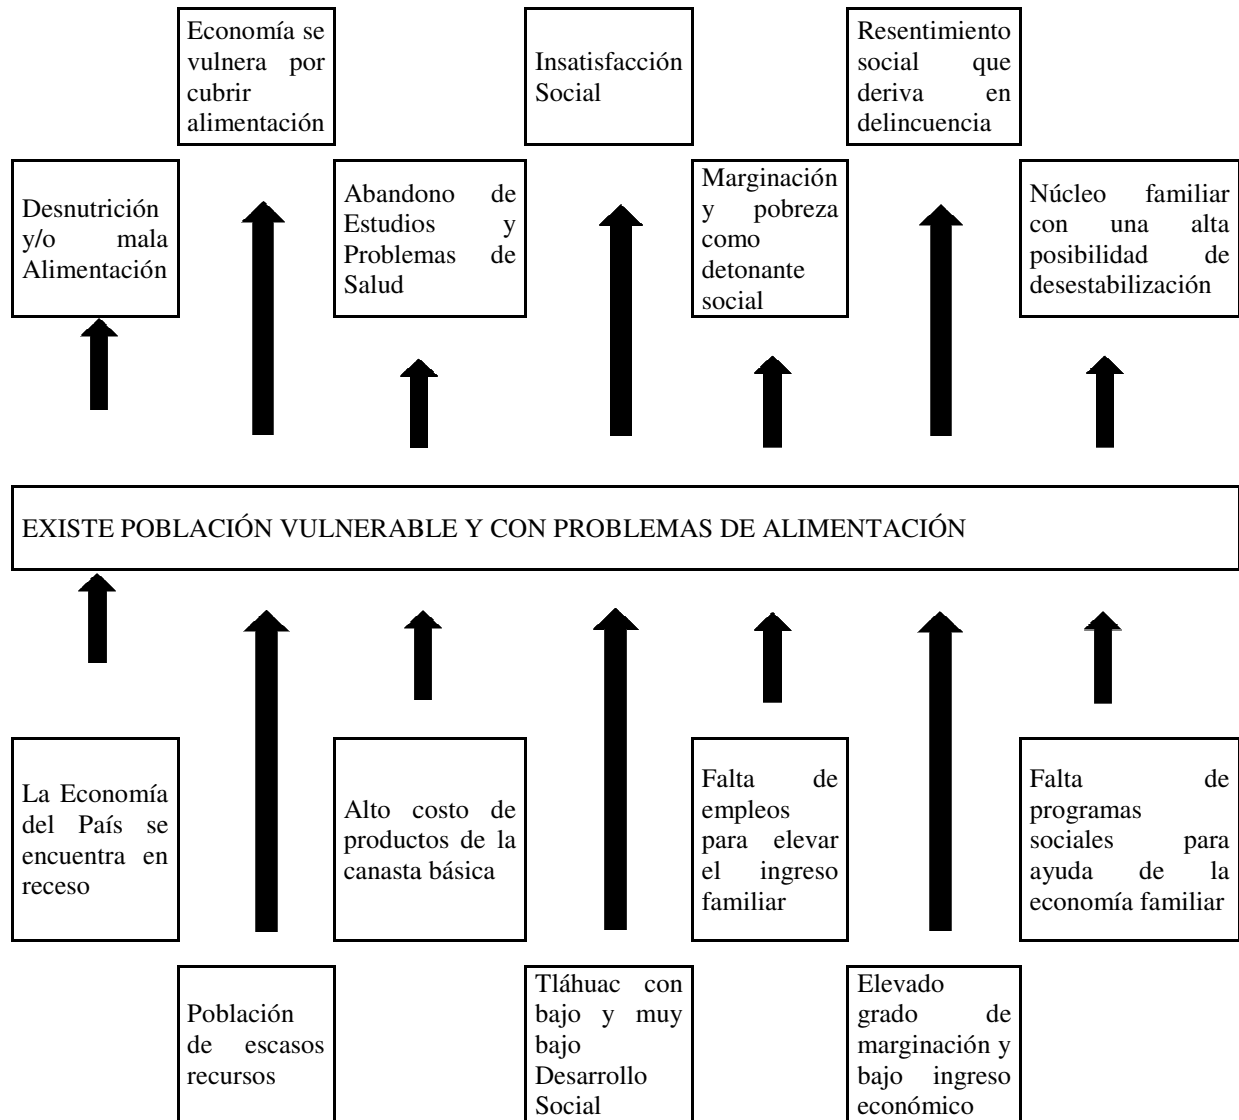 Economía se
vulnera por
cubrir
alimentación
Insatisfacción
Social
Resentimiento
social que
deriva en
delincuencia
Desnutrición
y/o mala
Alimentación
Abandono de
Estudios y
Problemas de
Salud
Marginación
y pobreza
como
detonante
social
Núcleo familiar
con una alta
posibilidad de
desestabilización
EXISTE POBLACIÓN VULNERABLE Y CON PROBLEMAS DE ALIMENTACIÓN
La Economía
del País se
encuentra en
receso
Alto costo de
productos de la
canasta básica
Falta de
empleos
para elevar
el ingreso
familiar
Falta de
programas
sociales para
ayuda de la
economía familiar
Población
de escasos
recursos
Tláhuac con
bajo y muy
bajo
Desarrollo
Social
Elevado
grado de
marginación y
bajo ingreso
económico